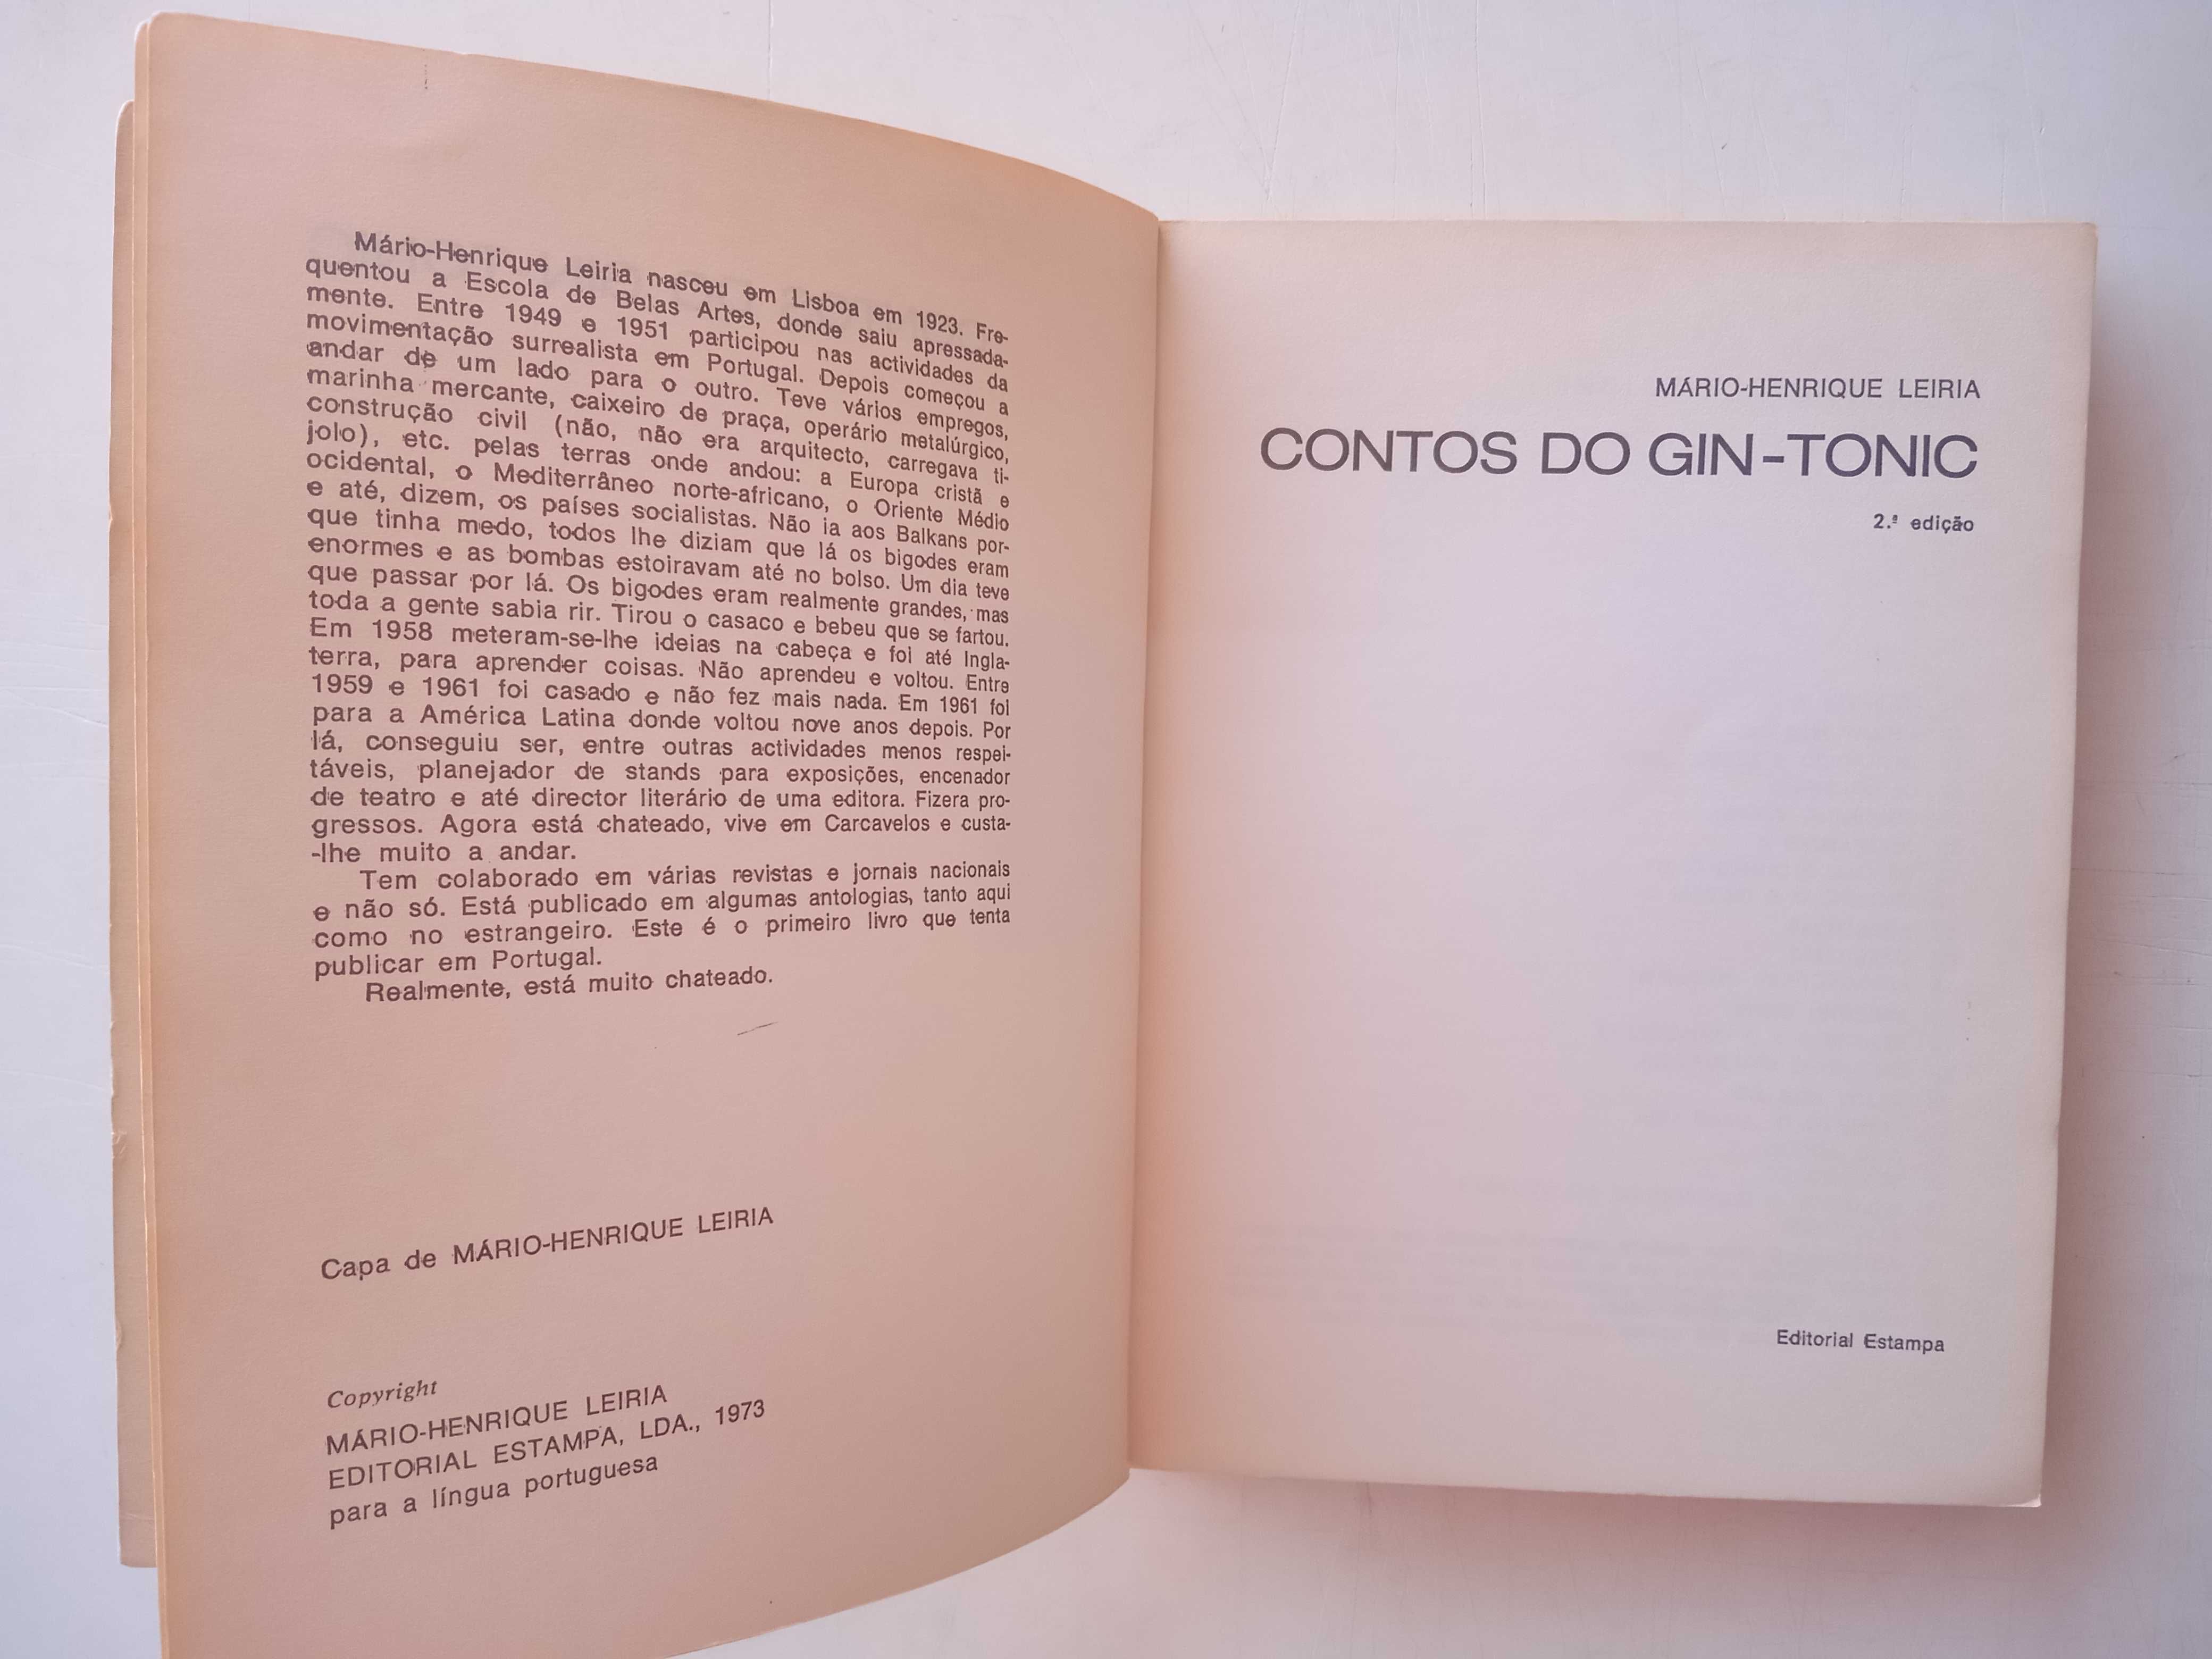 Mário-Henrique Leiria nasceu em Lisboa em 1923. Fre-
quentou a Escola de Belas Artes, donde saiu apressada-
mente. Entre 1949 e 1951 participou nas actividades da
movimentação surrealista em Portugal. Depois começou a
andar de um lado para o outro. Teve vários empregos,
marinha mercante, caixeiro de praça, operário metalúrgico,
construção civil (não, não era arquitecto, carregava ti-
jolo), etc. pelas terras onde andou: a Europa cristã e
ocidental, o Mediterrâneo norte-africano, o Oriente Médio
e até, dizem, os países socialistas. Não ia aos Balkans por-
que tinha medo, todos lhe diziam que lá os bigodes eram
enormes e as bombas estoiravam até no bolso. Um dia teve
que passar por lá. Os bigodes eram realmente grandes, mas
toda a gente sabia rir. Tirou o casaco e bebeu que se fartou.
Em 1958 meteram-se-lhe ideias na cabeça e foi até Ingla-
terra, para aprender coisas. Não aprendeu e voltou. Entre
1959 e 1961 foi casado e não fez mais nada. Em 1961 foi
para a América Latina donde voltou nove anos depois. Por
lá, conseguiu ser, entre outras actividades menos respei-
táveis, planejador de stands para exposições, encenador
de teatro e até director literário de uma editora. Fizera pro-
gressos. Agora está chateado, vive em Carcavelos e custa-
-lhe muito a andar.
Tem colaborado em várias revistas e jornais nacionais
e não só. Está publicado em algumas antologias, tanto aqui
como no estrangeiro. Este é o primeiro livro que tenta
publicar em Portugal.
Realmente, está muito chateado.
Capa de MÁRIO-HENRIQUE LEIRIA
Copyright
MÁRIO-HENRIQUE LEIRIA
EDITORIAL ESTAMPA, LDA., 1973
para a língua portuguesa
MÁRIO-HENRIQUE LEIRIA
CONTOS DO GIN-TONIC
2.ª edição
Editorial Estampa